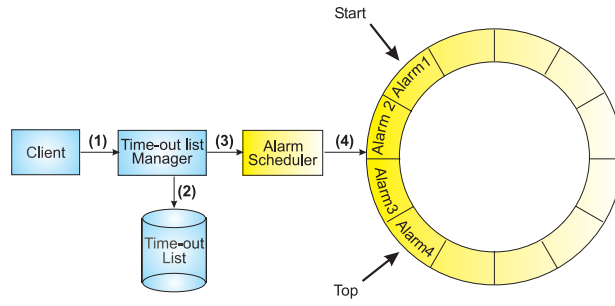 Start
Alarm1
Alarm 2
(1)
(3)
(4)
Client
Time-out list
Manager
Alarm
Scheduler
(2)
Alarm3
Alarm4
Time-out
List
Top